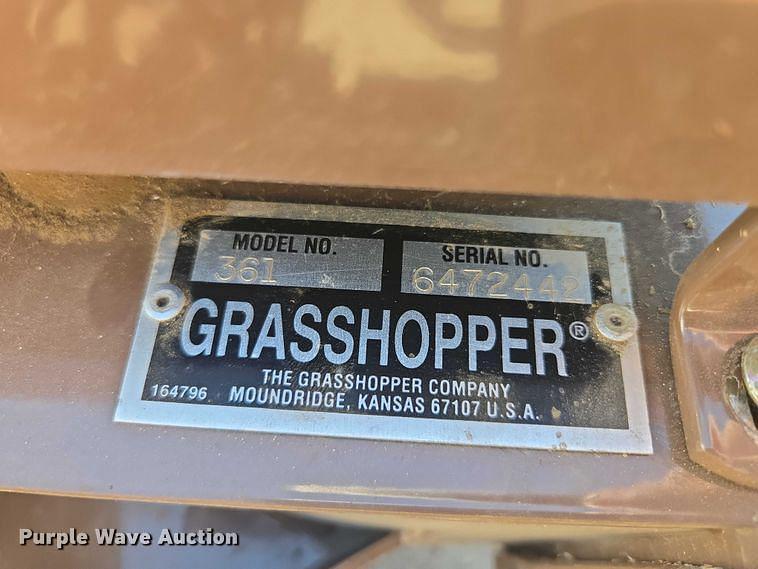 MODEL NO. SERIAL NO.
361 6472442
GRASSHOPPER®
THE GRASSHOPPER COMPANY
164796 MOUNDRIDGE, KANSAS 67107 U.S.A.
Purple Wave Auction®